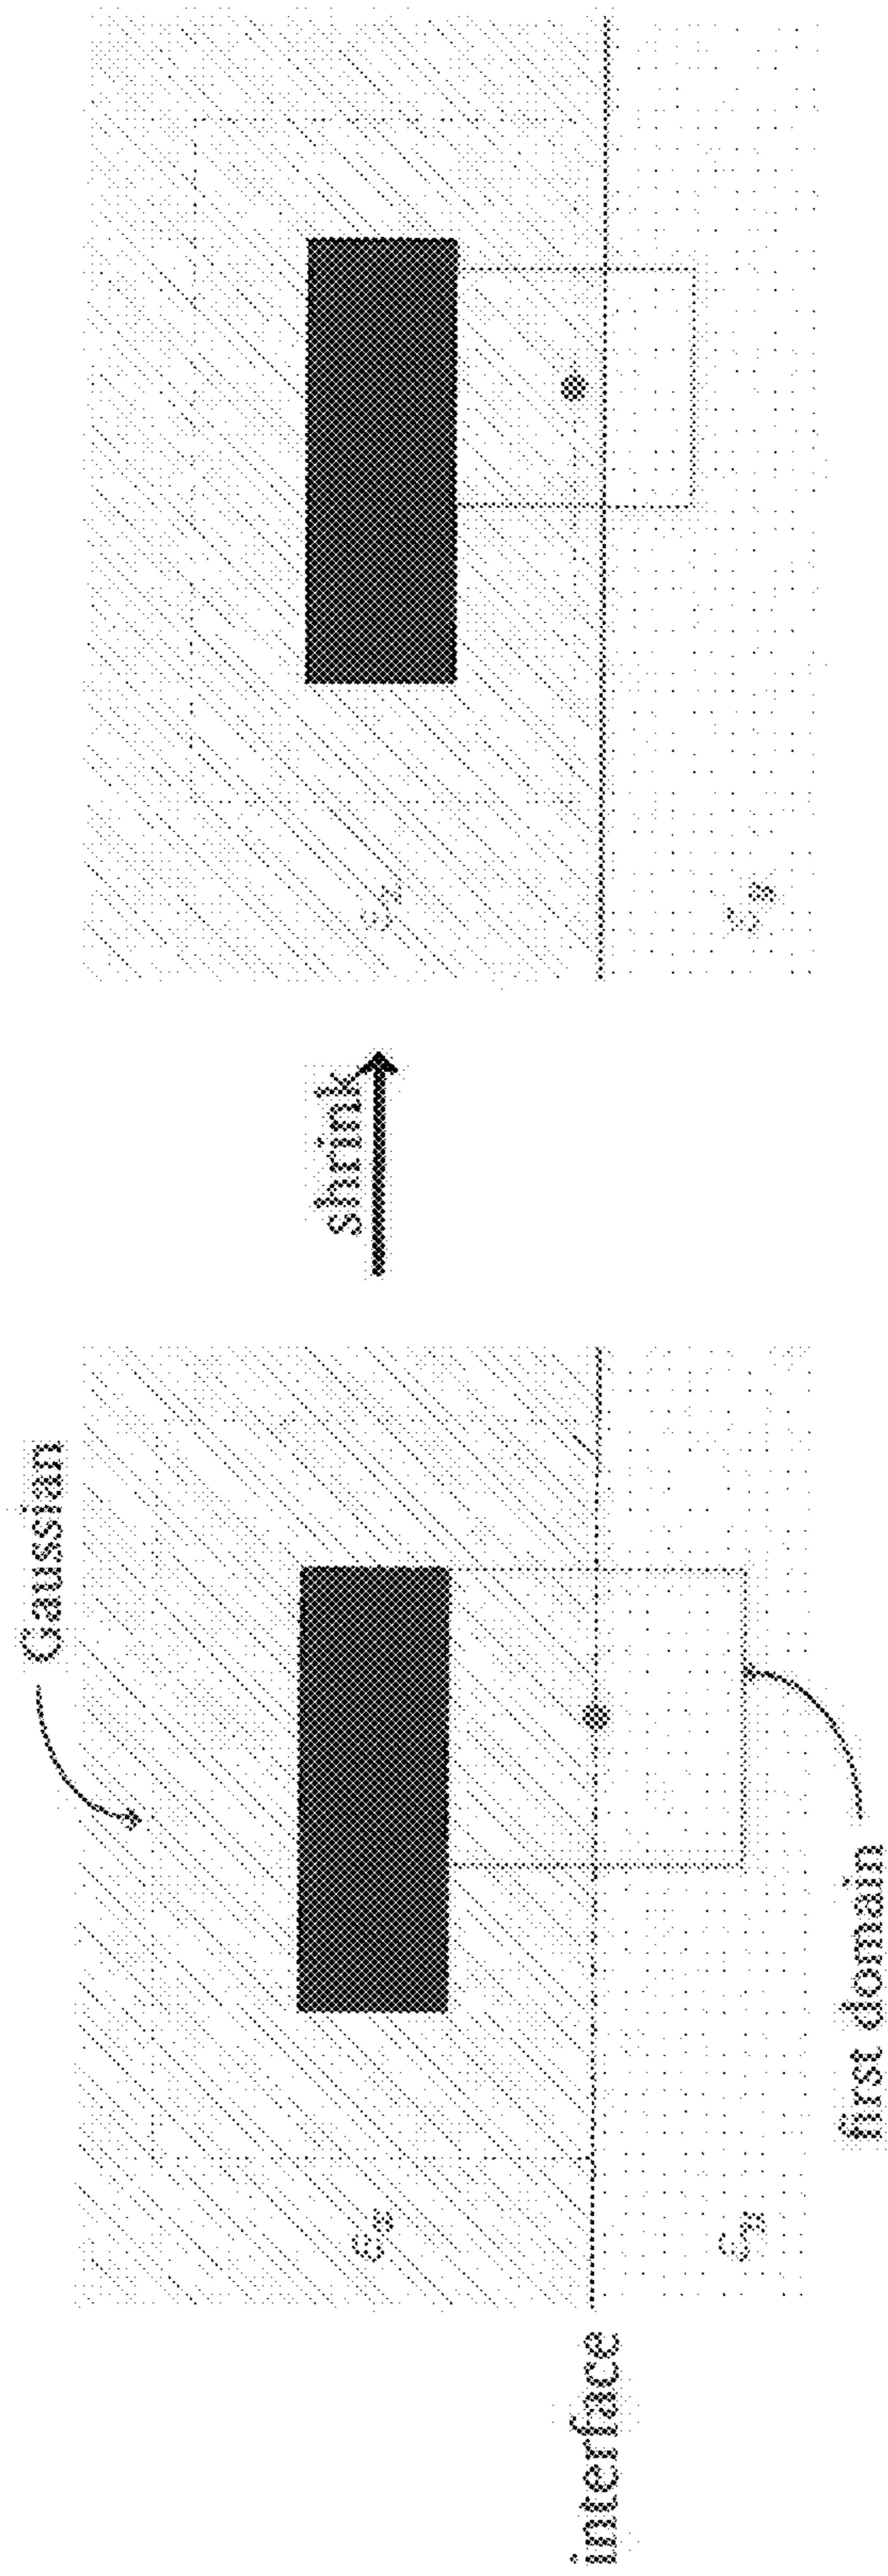 Gaussian
interface
first domain
shrink